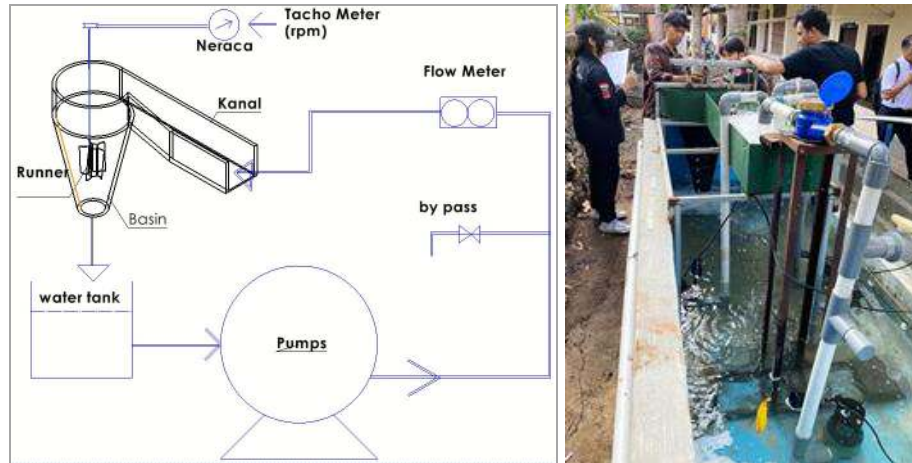 Tacho Meter
(rpm)
Neraca
Flow Meter
Kanal
Runner
Basin
by pass
water tank
Pumps